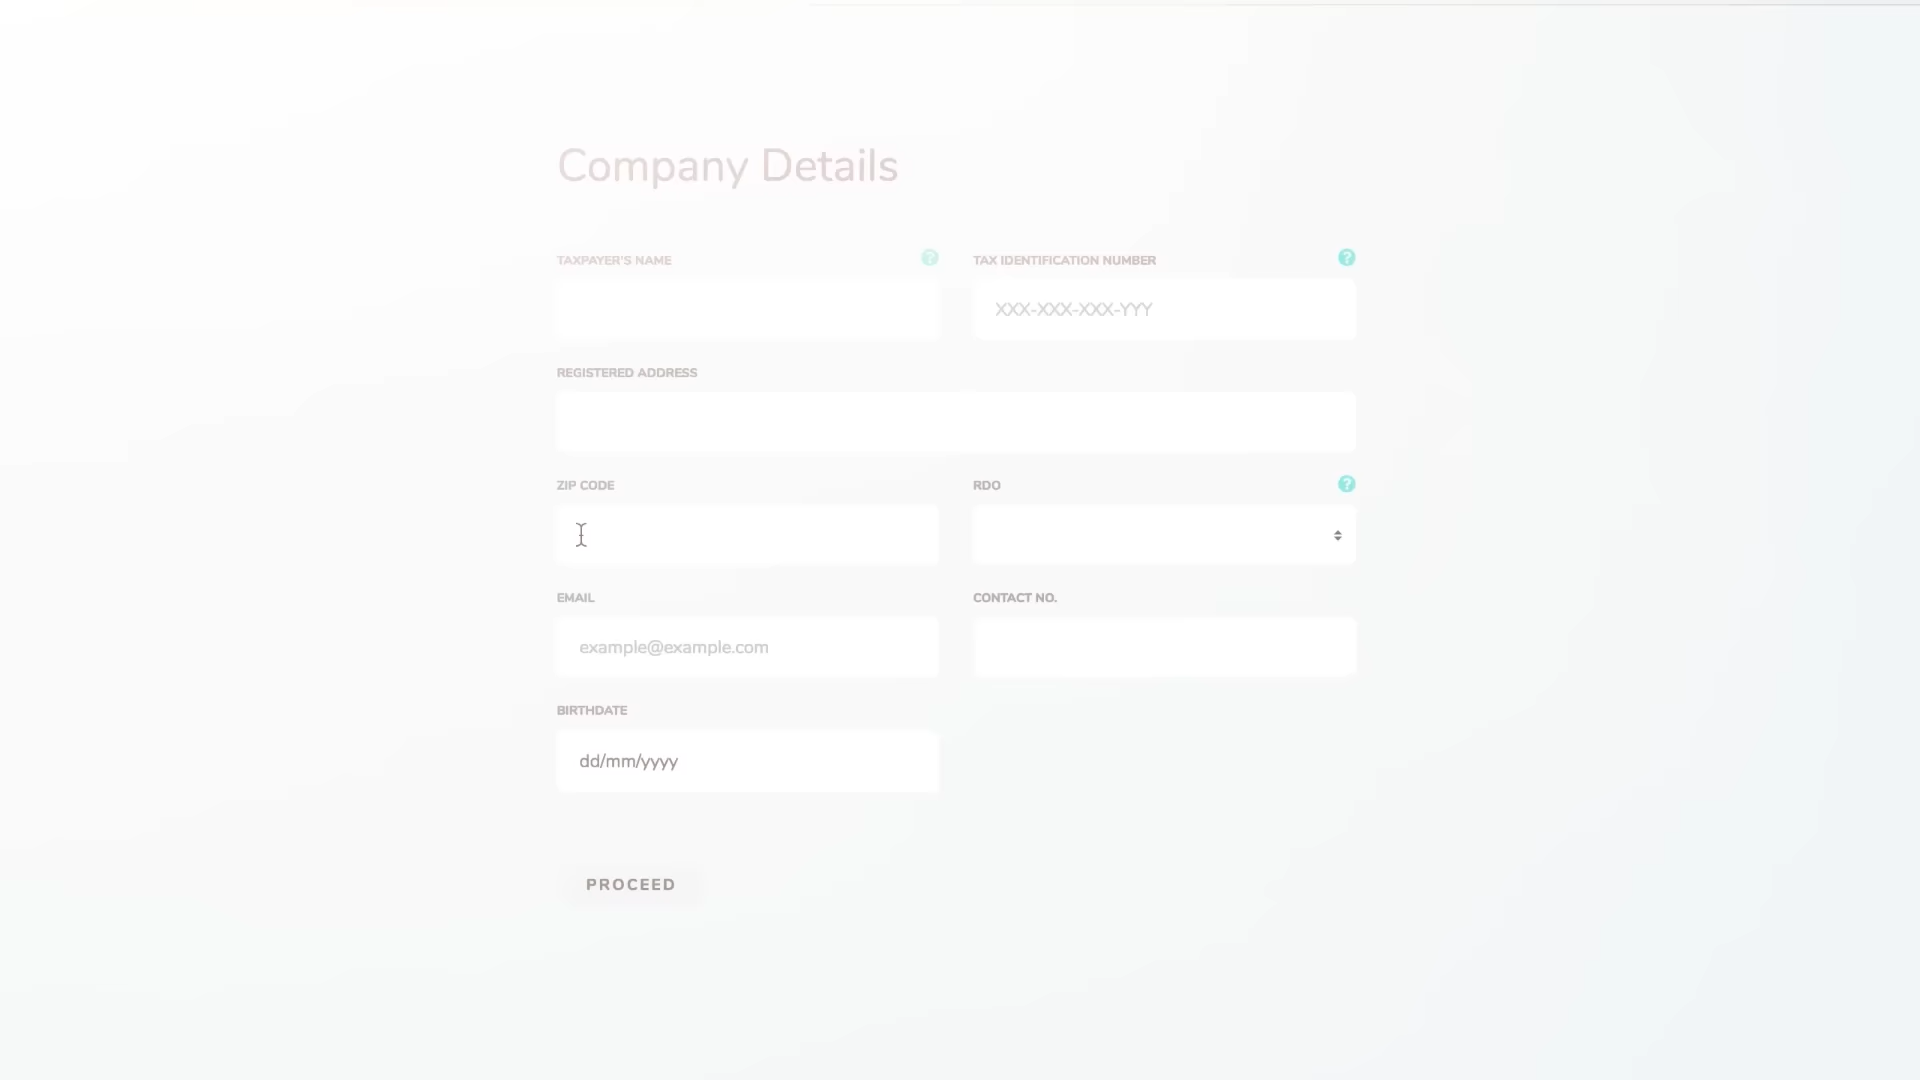 Company Details
TAXPAYER'S NAME ?
TAX IDENTIFICATION NUMBER ?
XXX-XXX-XXX-YYY
REGISTERED ADDRESS
ZIP CODE
RDO ?
EMAIL
example@example.com
CONTACT NO.
BIRTHDATE
dd/mm/yyyy
PROCEED